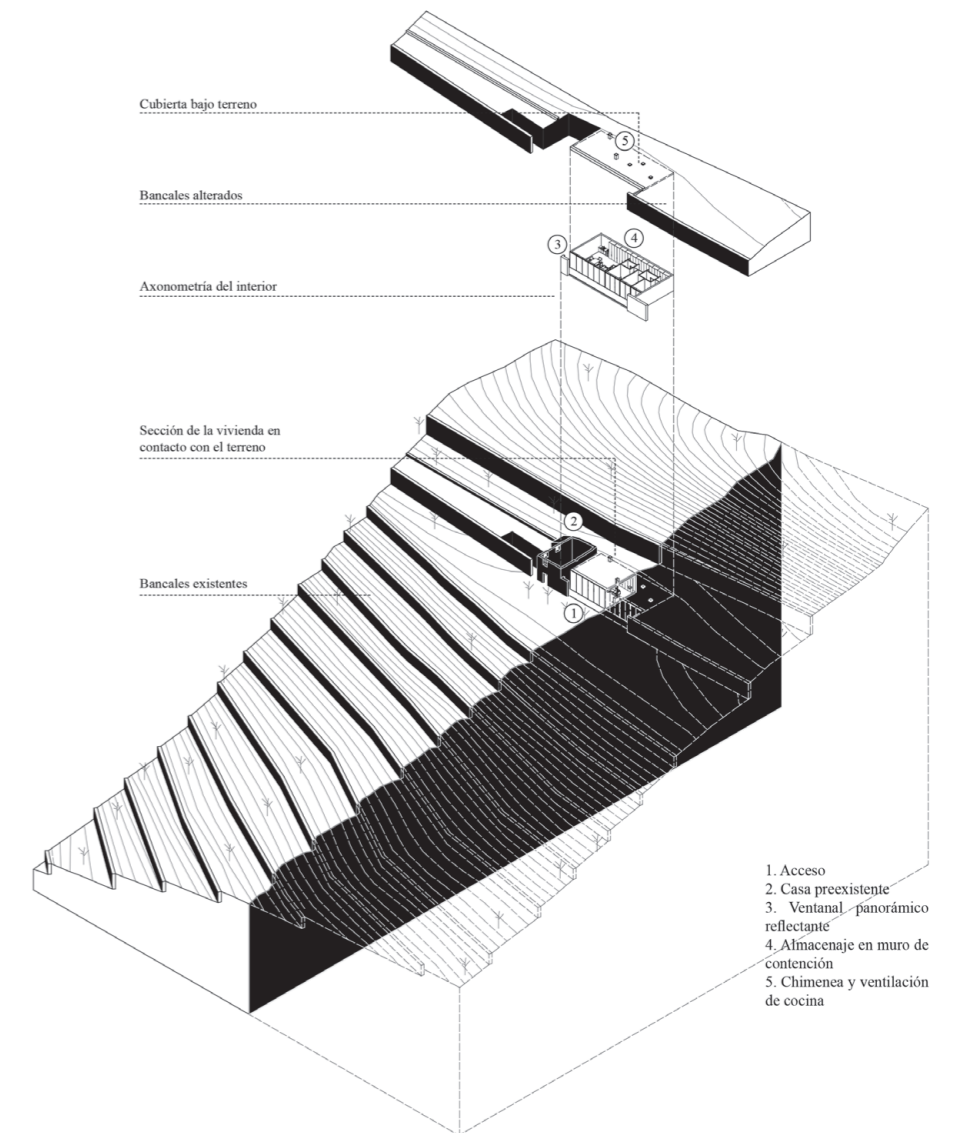 Cubierta bajo terreno
5
Bancales alterados
3
4
Axonometría del interior
Sección de la vivienda en
contacto con el terreno
2
Bancales existentes
1
1. Acceso
2. Casa preexistente
3. Ventanal panorámico
reflectante
4. Almacenaje en muro de
contención
5. Chimenea y ventilación
de cocina